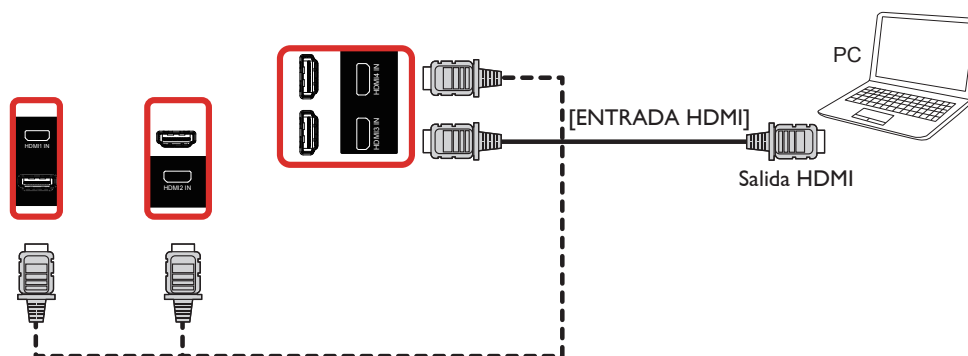 HDMI4 IN
HDMI3 IN
PC
[ENTRADA HDMI]
Salida HDMI
HDMI1 IN
HDMI2 IN